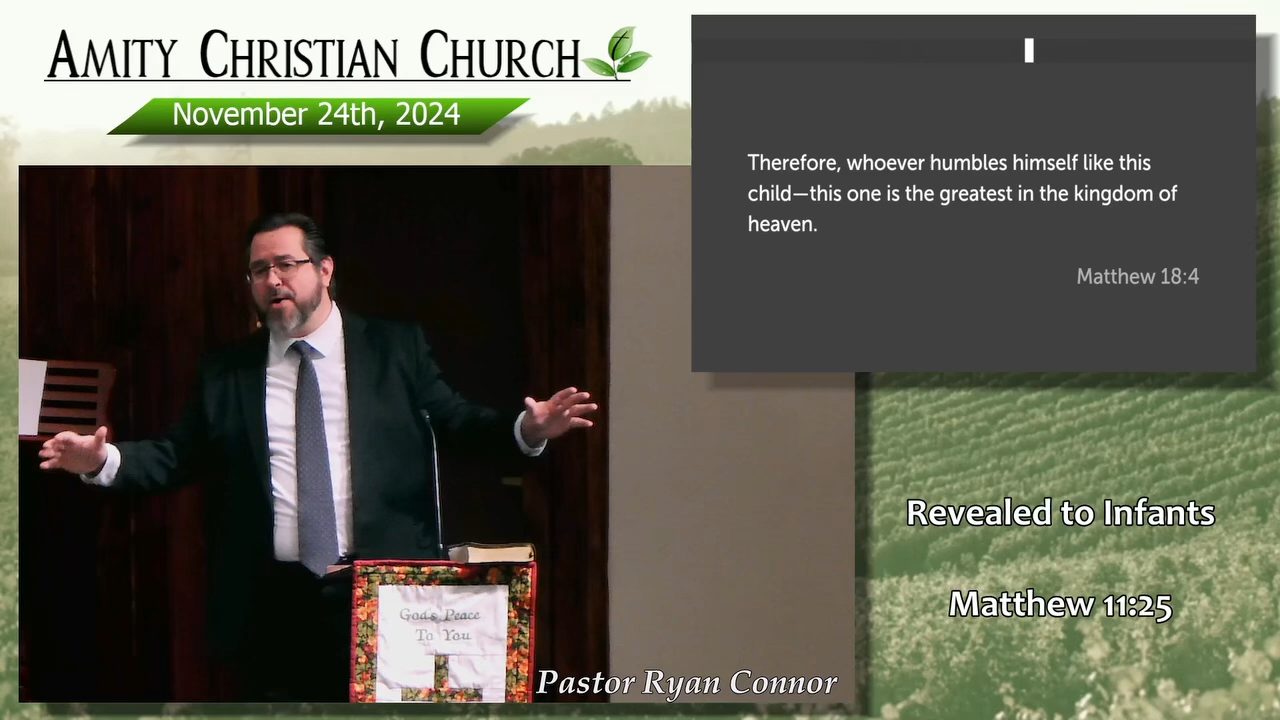 AMITY CHRISTIAN CHURCH
November 24th, 2024
Therefore, whoever humbles himself like this
child—this one is the greatest in the kingdom of
heaven.
Matthew 18:4
God's Peace
To You
Revealed to Infants
Matthew 11:25
Pastor Ryan Connor